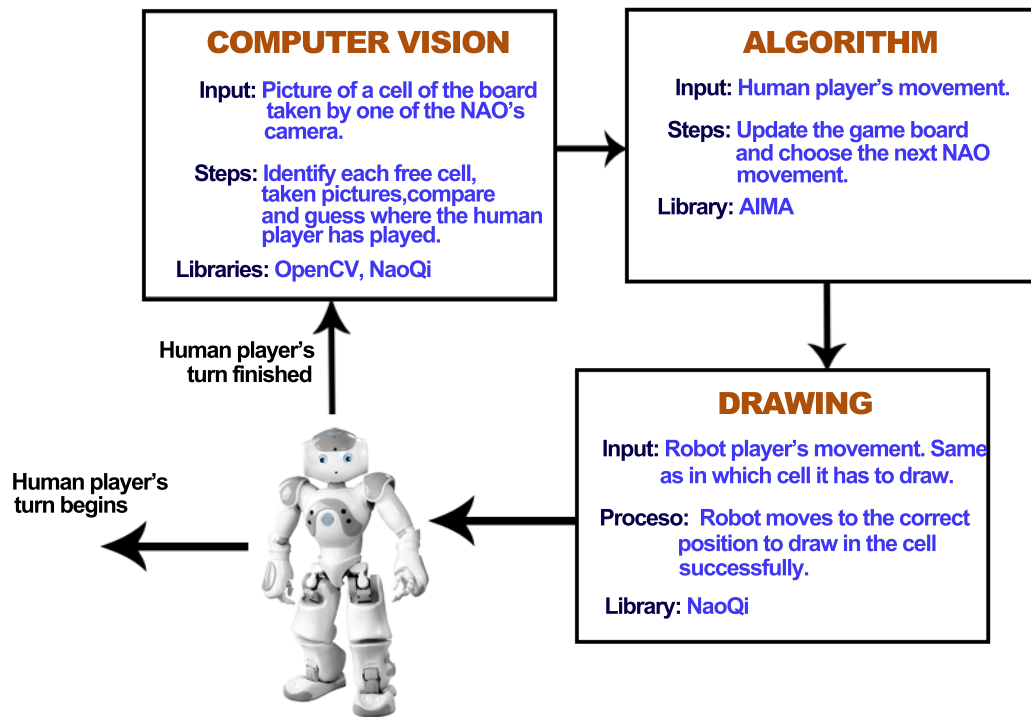 COMPUTER VISION
Input: Picture of a cell of the board
taken by one of the NAO's
camera.
Steps: Identify each free cell,
taken pictures,compare
and guess where the human
player has played.
Libraries: OpenCV, NaoQi
ALGORITHM
Input: Human player's movement.
Steps: Update the game board
and choose the next NAO
movement.
Library: AIMA
DRAWING
Input: Robot player's movement. Same
as in which cell it has to draw.
Proceso: Robot moves to the correct
position to draw in the cell
successfully.
Library: NaoQi
Human player's
turn finished
Human player's
turn begins